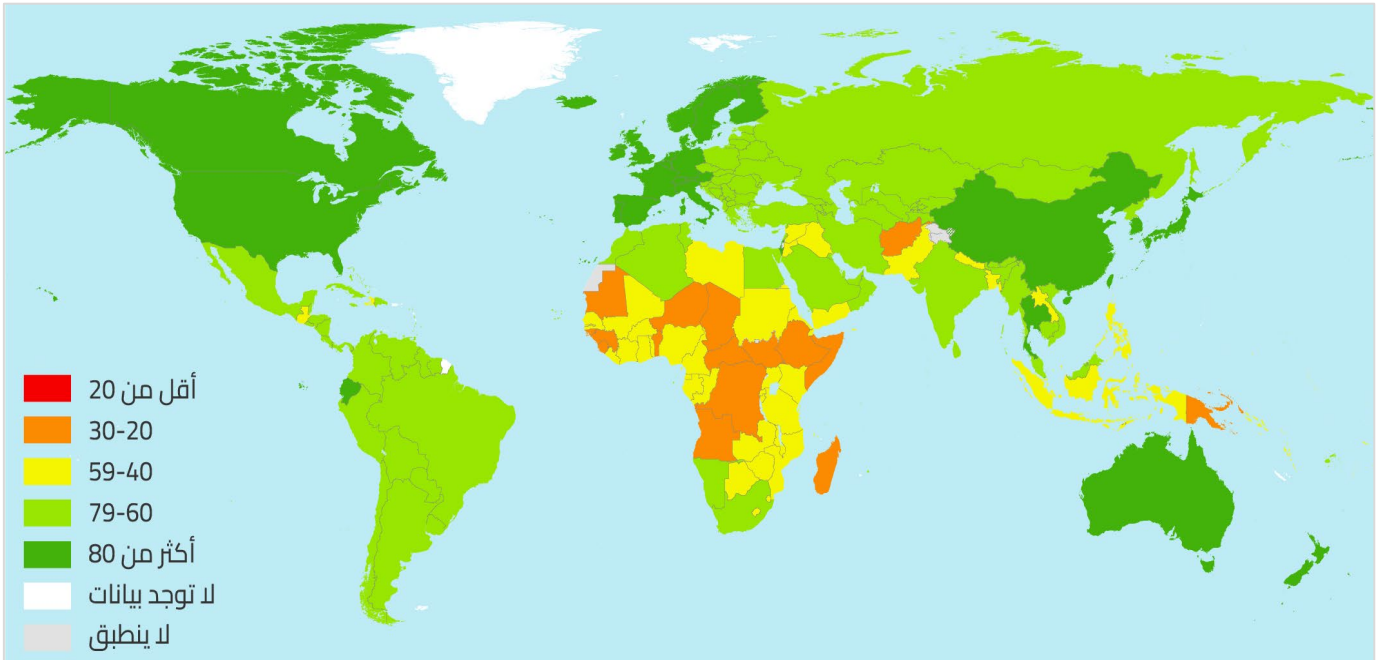 أقل من 20
30-20
59-40
79-60
أكثر من 80
لا توجد بيانات
لا ينطبق